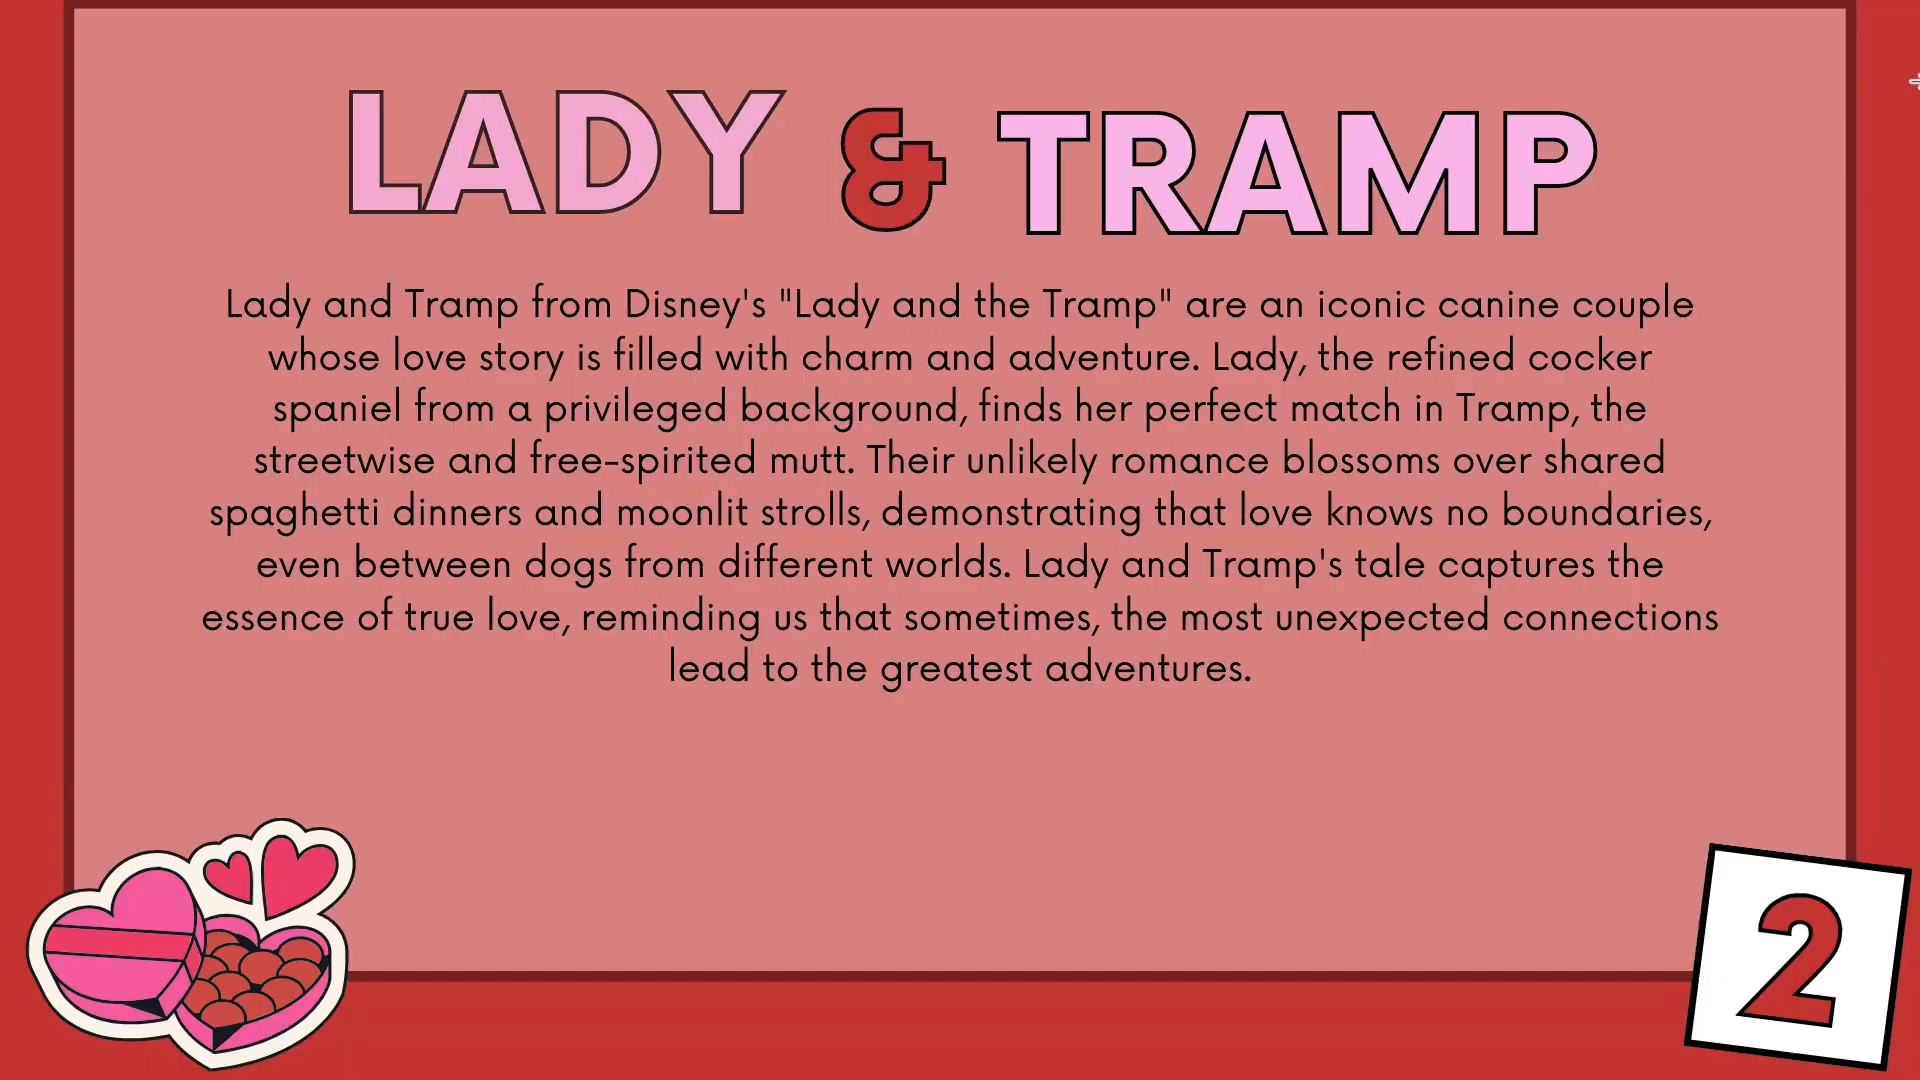 LADY & TRAMP
Lady and Tramp from Disney's "Lady and the Tramp" are an iconic canine couple
whose love story is filled with charm and adventure. Lady, the refined cocker
spaniel from a privileged background, finds her perfect match in Tramp, the
streetwise and free-spirited mutt. Their unlikely romance blossoms over shared
spaghetti dinners and moonlit strolls, demonstrating that love knows no boundaries,
even between dogs from different worlds. Lady and Tramp's tale captures the
essence of true love, reminding us that sometimes, the most unexpected connections
lead to the greatest adventures.
2